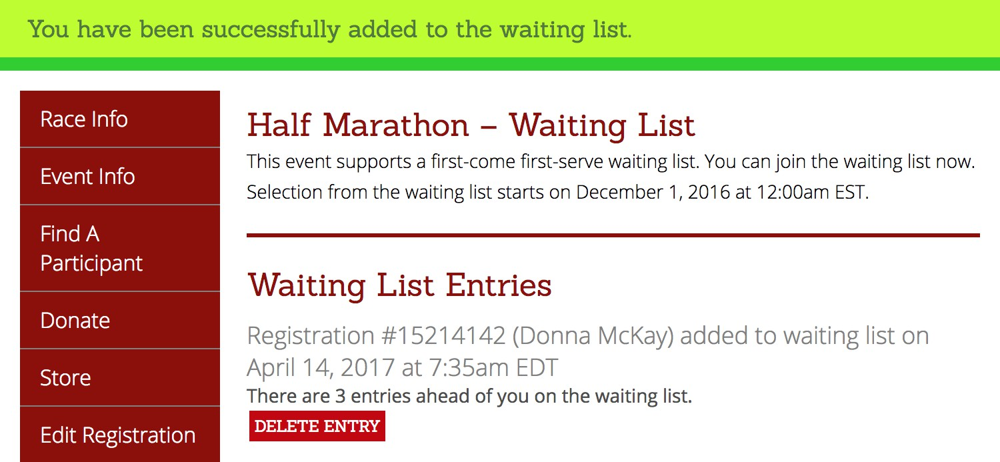 You have been successfully added to the waiting list.
Race Info
Event Info
Find A
Participant
Donate
Store
Edit Registration
Half Marathon – Waiting List
This event supports a first-come first-serve waiting list. You can join the waiting list now.
Selection from the waiting list starts on December 1, 2016 at 12:00am EST.
Waiting List Entries
Registration #15214142 (Donna McKay) added to waiting list on
April 14, 2017 at 7:35am EDT
There are 3 entries ahead of you on the waiting list.
DELETE ENTRY